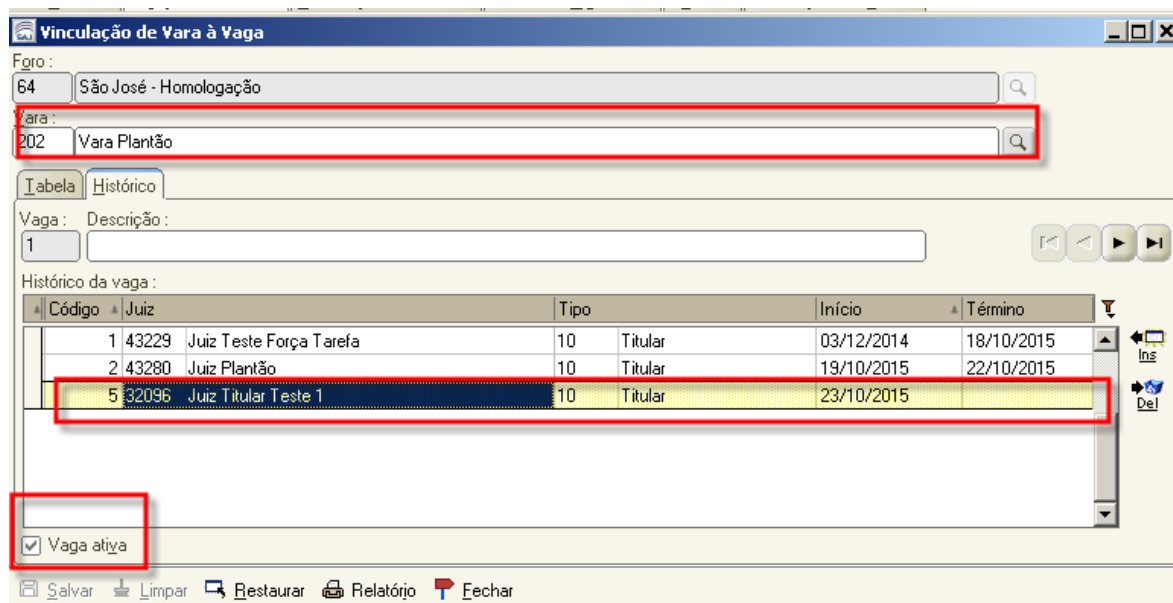 Vinculação de Vara à Vaga
Foro :
64 São José - Homologação
Vara :
202 Vara Plantão
Tabela Histórico
Vaga : Descrição :
1
Histórico da vaga :
Código Juiz Tipo Início Término
1 43229 Juiz Teste Força Tarefa 10 Titular 03/12/2014 18/10/2015
Ins
2 43280 Juiz Plantão 10 Titular 19/10/2015 22/10/2015
5 32096 Juiz Titular Teste 1 10 Titular 23/10/2015
Del
Vaga ativa
Salvar Limpar Restaurar Relatório Fechar